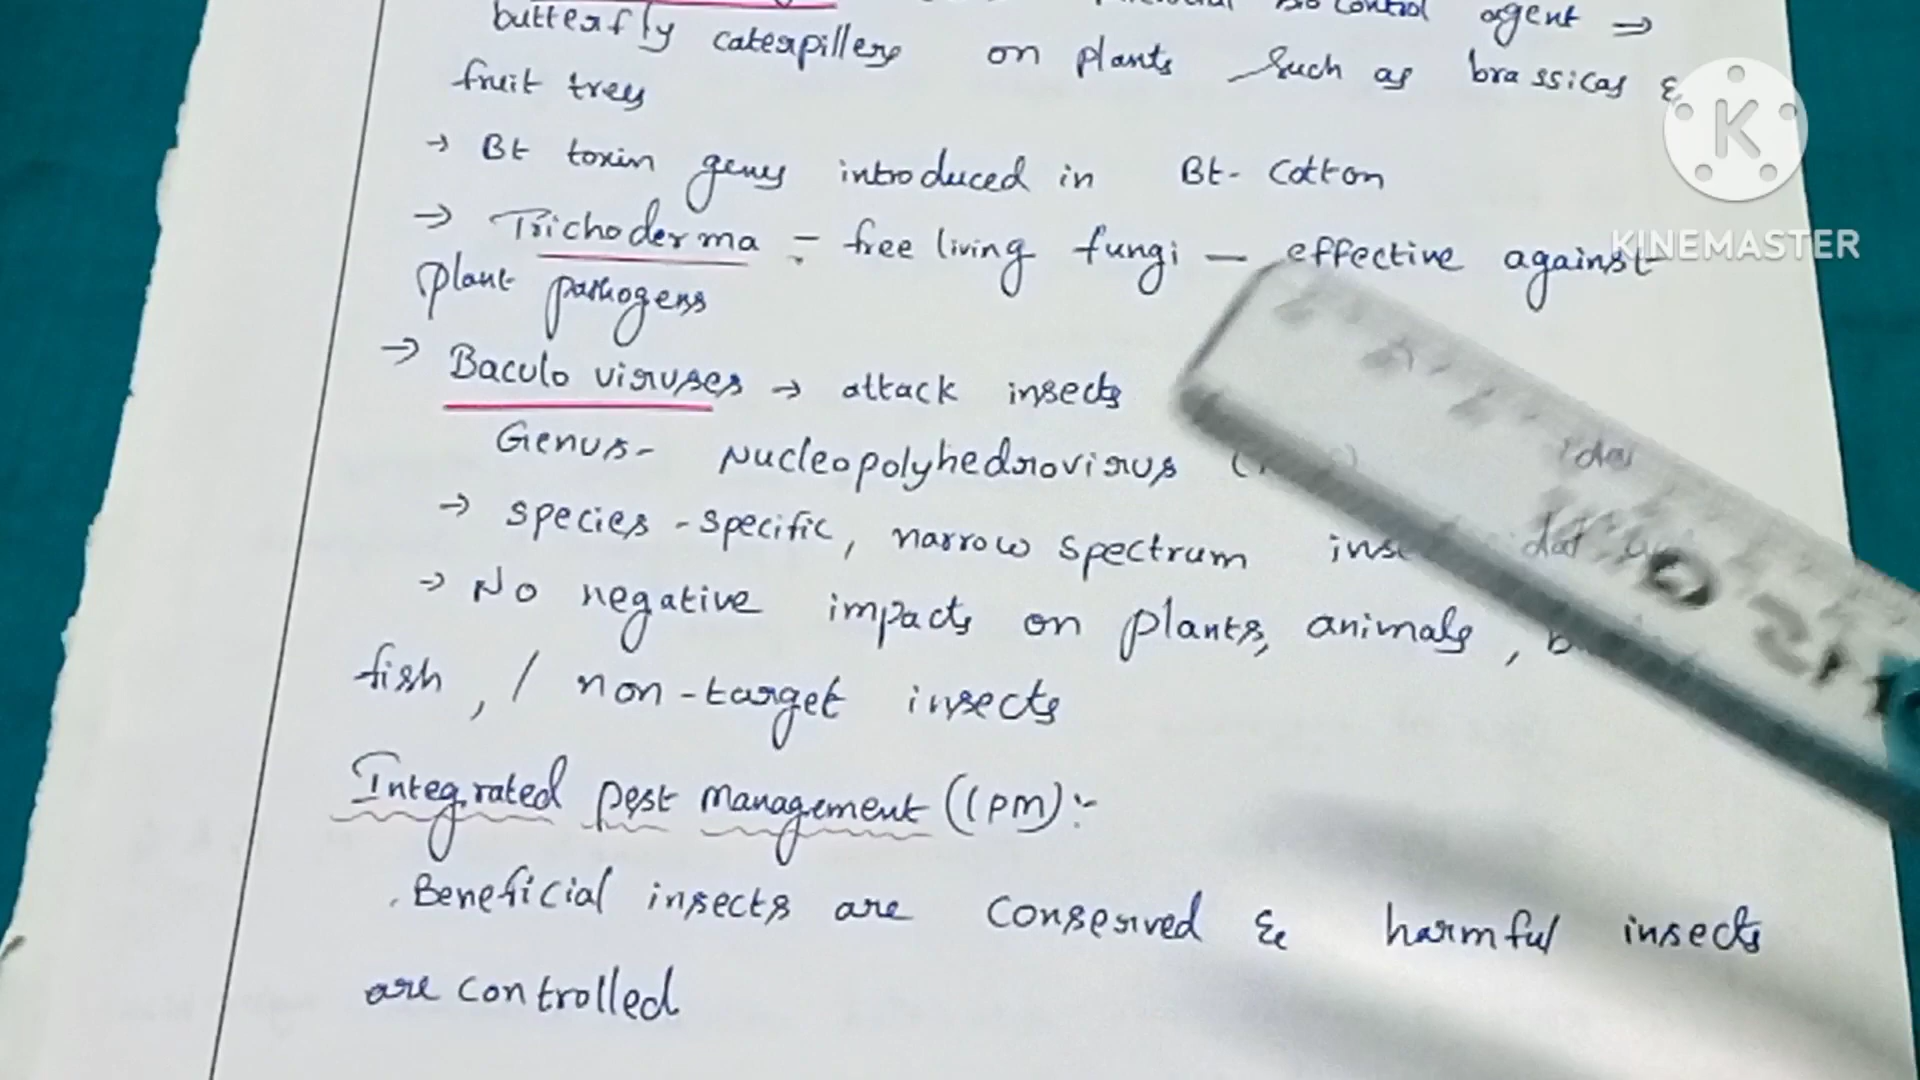 control agent ⇒
butterfly caterpillers on plants such as brassicas &
fruit trees
→ Bt toxin genes introduced in Bt- Cotton
→ Trichoderma - free living fungi — effective against
plant pathogens
→ Baculo viruses → attack insects
Genus- Nucleopolyhedrovirus
→ species-specific, narrow spectrum
→ No negative impacts on plants, animals,
fish, / non-target insects
Integrated pest management (IPM):-
Beneficial insects are conserved & harmful insects
are controlled
K
KINEMASTER